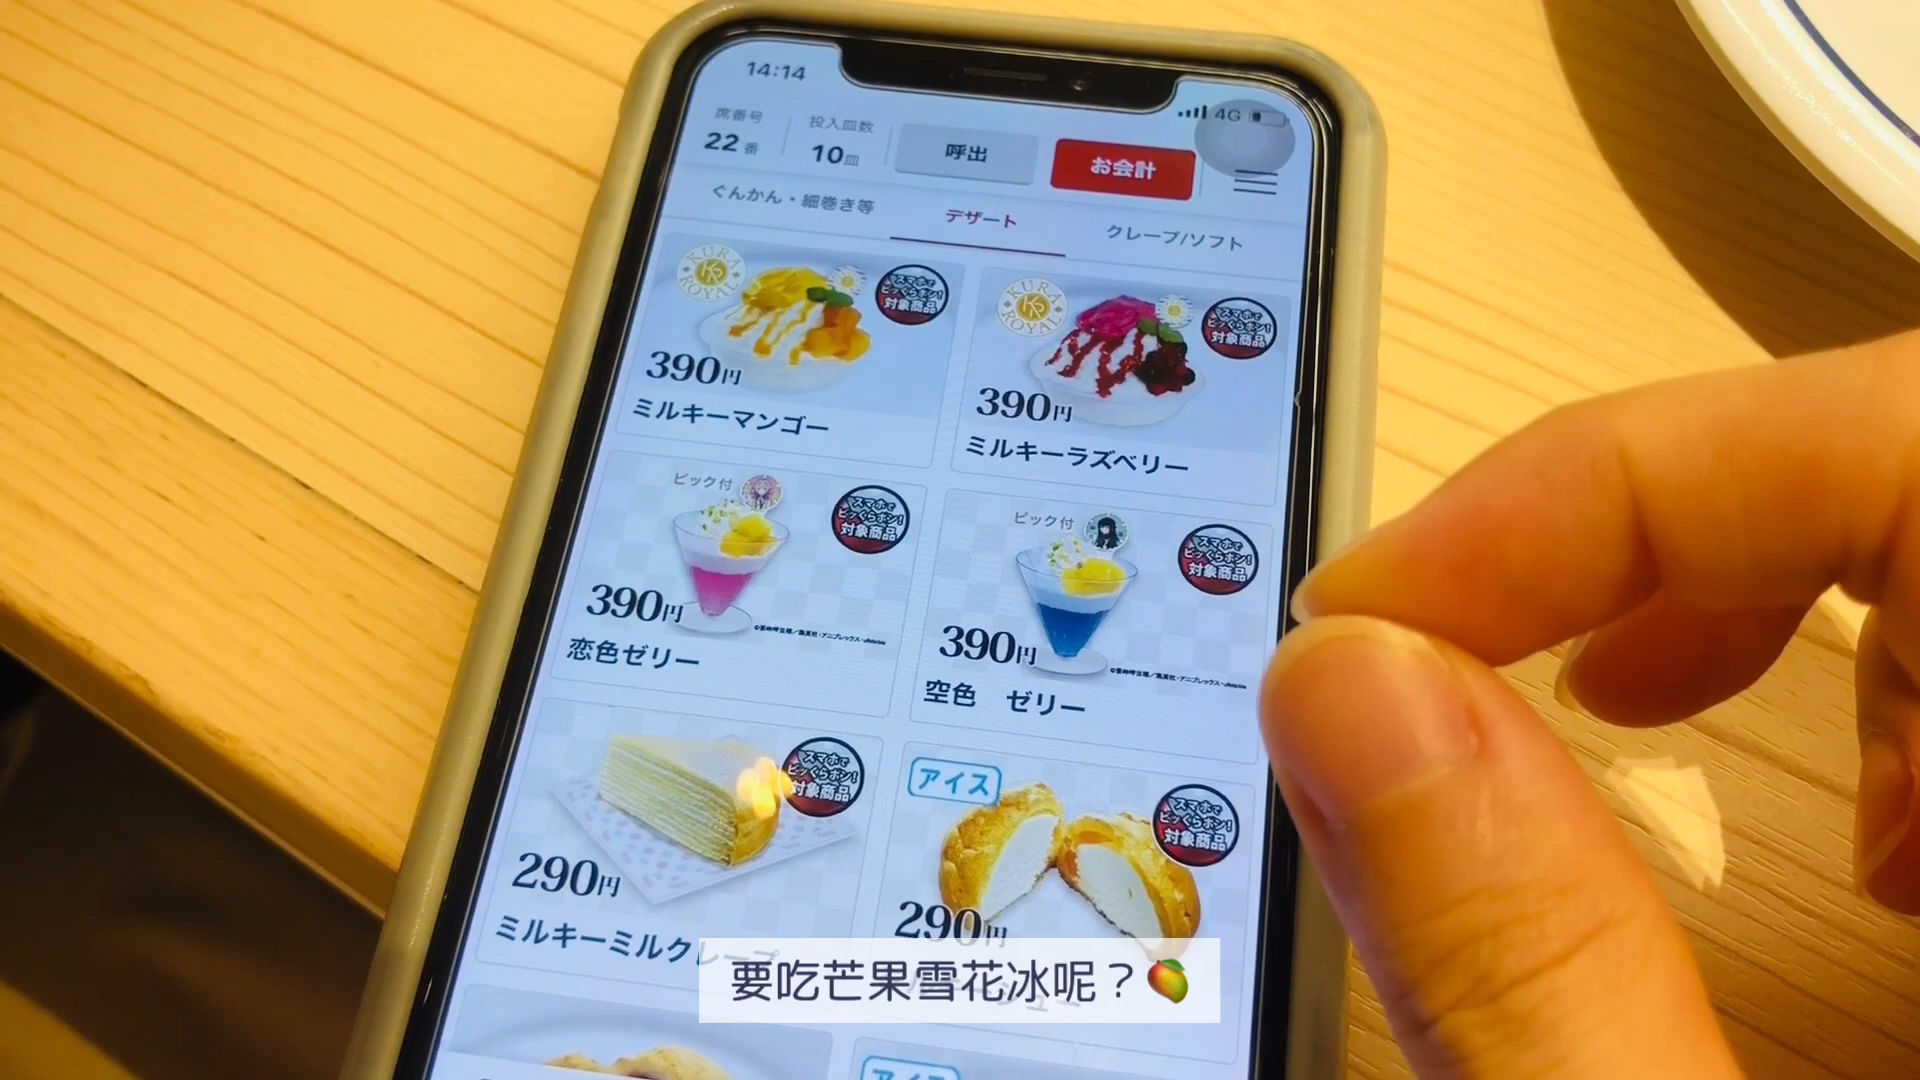 14:14
4G
席番号
22番
投入皿数
10皿
呼出
お会計
ぐんかん・細巻き等
デザート
クレープ/ソフト
KURA ROYAL
スマホで
ビッくらポン!
対象商品
390円
ミルキーマンゴー
KURA ROYAL
スマホで
ビッくらポン!
対象商品
390円
ミルキーラズベリー
ピック付
スマホで
ビッくらポン!
対象商品
390円
恋色ゼリー
ピック付
スマホで
ビッくらポン!
対象商品
390円
空色 ゼリー
スマホで
ビッくらポン!
対象商品
290円
ミルキーミルクレープ
アイス
スマホで
ビッくらポン!
対象商品
290円
アイス
要吃芒果雪花冰呢？🥭